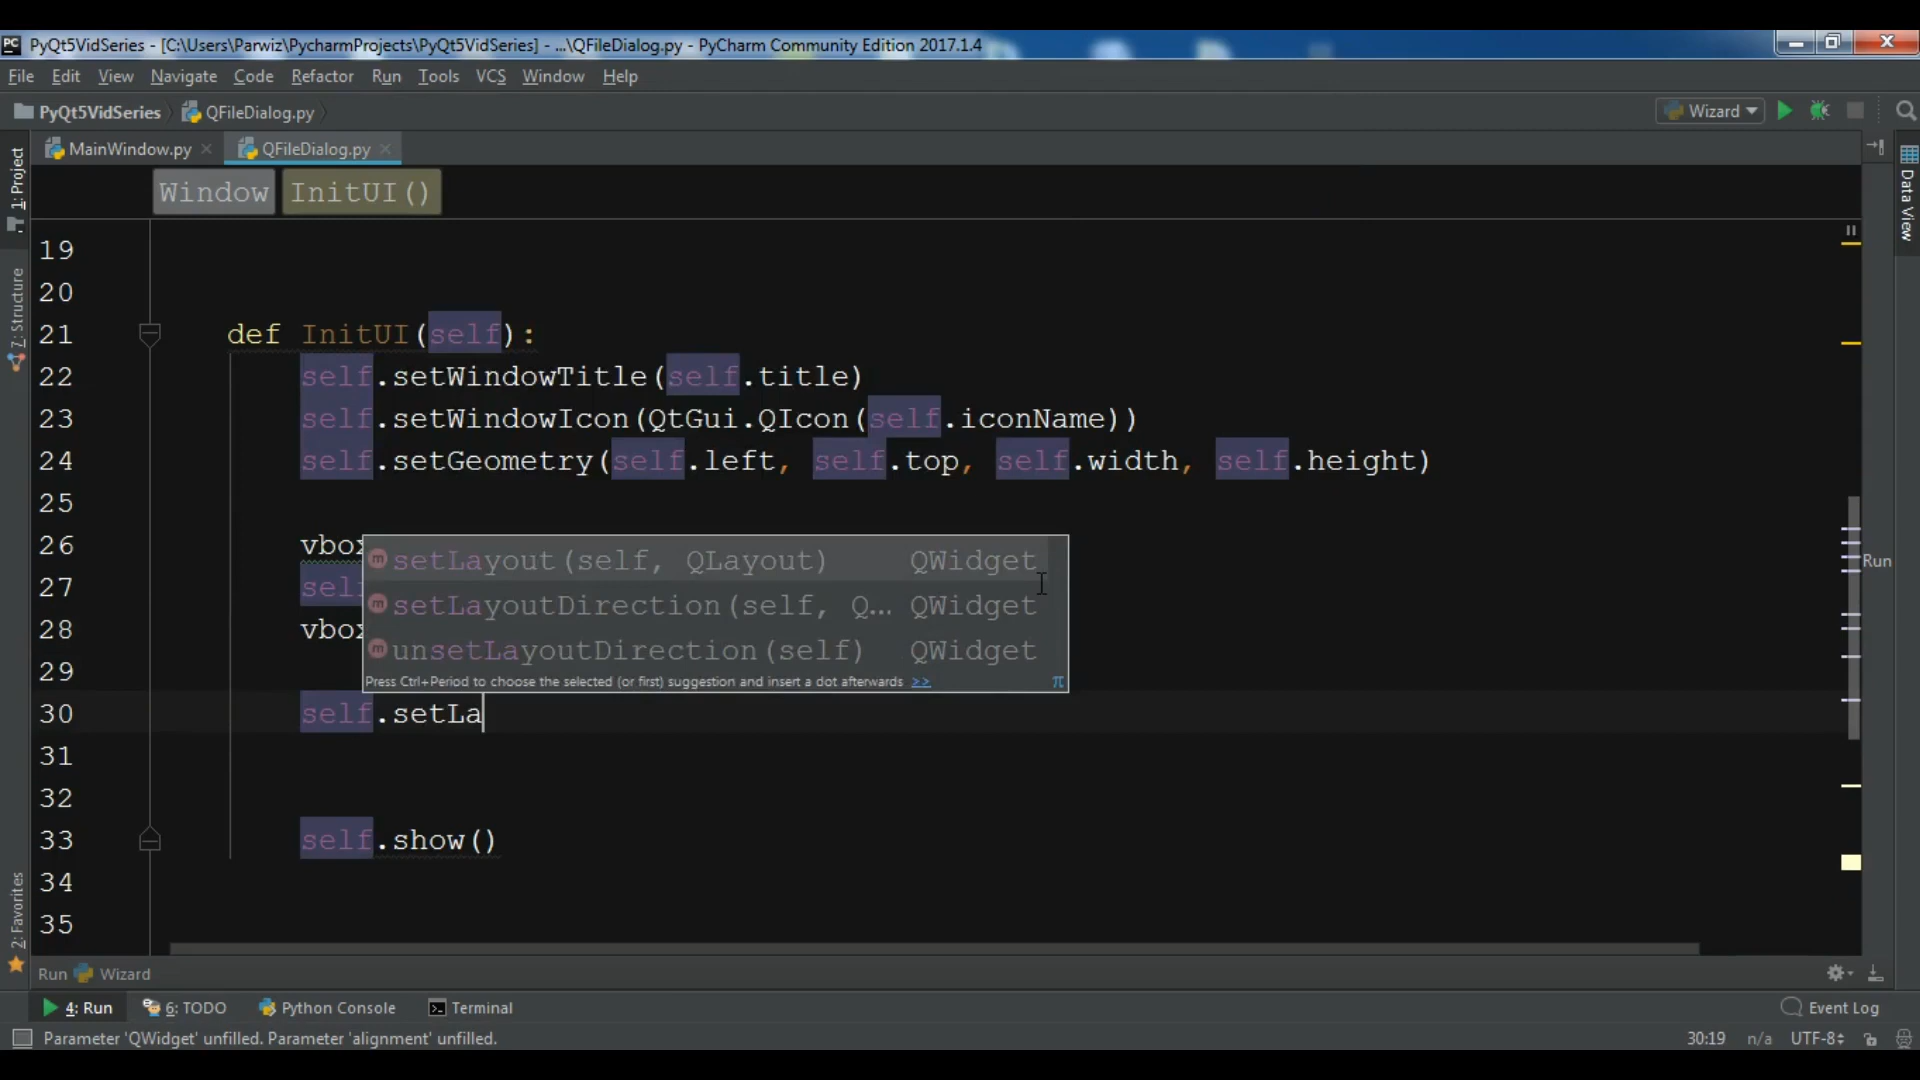 PyQt5VidSeries - [C:\Users\Parwiz\PycharmProjects\PyQt5VidSeries] - ...\QFileDialog.py - PyCharm Community Edition 2017.1.4
File Edit View Navigate Code Refactor Run Tools VCS Window Help
PyQt5VidSeries QFileDialog.py Wizard
MainWindow.py QFileDialog.py
Window InitUI()
1: Project
7: Structure
2: Favorites
Data View
19
20
21 def InitUI(self):
22 self.setWindowTitle(self.title)
23 self.setWindowIcon(QtGui.QIcon(self.iconName))
24 self.setGeometry(self.left, self.top, self.width, self.height)
25
26 vbox
setLayout(self, QLayout) QWidget
27 self
setLayoutDirection(self, Q... QWidget
28 vbox
unsetLayoutDirection(self) QWidget
29
Press Ctrl+Period to choose the selected (or first) suggestion and insert a dot afterwards >> π
30 self.setLa
31
32
33 self.show()
34
35
Run
Run Wizard
4: Run 6: TODO Python Console Terminal Event Log
Parameter 'QWidget' unfilled. Parameter 'alignment' unfilled. 30:19 n/a UTF-8